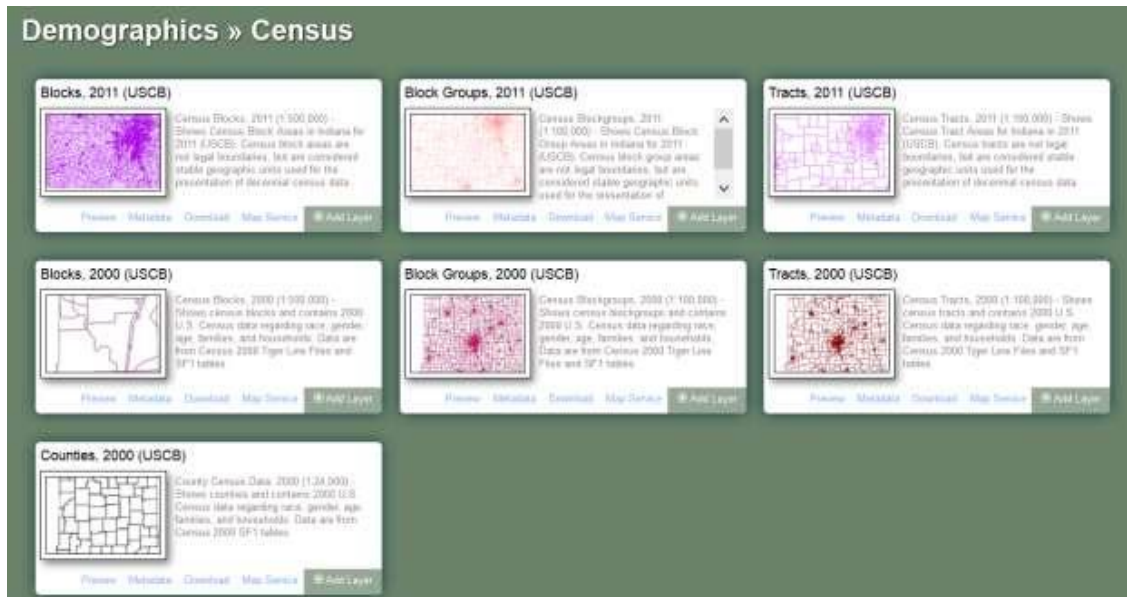 Demographics » Census
Blocks, 2011 (USCB)
Census Blocks, 2011 (1:500,000) -
Shows Census Block Areas in Indiana for
2011 (USCB). Census block areas are
not legal boundaries, but are considered
stable geographic units used for the
presentation of decennial census data.
Preview Metadata Download Map Service Add Layer
Block Groups, 2011 (USCB)
Census Blockgroups, 2011
(1:100,000) - Shows Census Block
Group Areas in Indiana for 2011
(USCB). Census block group areas
are not legal boundaries, but are
considered stable geographic units
used for the presentation of
Preview Metadata Download Map Service Add Layer
Tracts, 2011 (USCB)
Census Tracts, 2011 (1:100,000) - Shows
Census Tract Areas for Indiana in 2011
(USCB). Census tracts are not legal
boundaries, but are considered stable
geographic units used for the
presentation of decennial census data.
Preview Metadata Download Map Service Add Layer
Blocks, 2000 (USCB)
Census Blocks, 2000 (1:500,000) -
Shows census blocks and contains 2000
U.S. Census data regarding race, gender,
age, families, and households. Data are
from Census 2000 Tiger Line Files and
SF1 tables.
Preview Metadata Download Map Service Add Layer
Block Groups, 2000 (USCB)
Census Blockgroups, 2000 (1:100,000) -
Shows census blockgroups and contains
2000 U.S. Census data regarding race,
gender, age, families, and households.
Data are from Census 2000 Tiger Line
Files and SF1 tables.
Preview Metadata Download Map Service Add Layer
Tracts, 2000 (USCB)
Census Tracts, 2000 (1:100,000) - Shows
census tracts and contains 2000 U.S.
Census data regarding race, gender, age,
families, and households. Data are from
Census 2000 Tiger Line Files and SF1
tables.
Preview Metadata Download Map Service Add Layer
Counties, 2000 (USCB)
County Census Data, 2000 (1:24,000) -
Shows counties and contains 2000 U.S.
Census data regarding race, gender, age,
families, and households. Data are from
Census 2000 SF1 tables.
Preview Metadata Download Map Service Add Layer